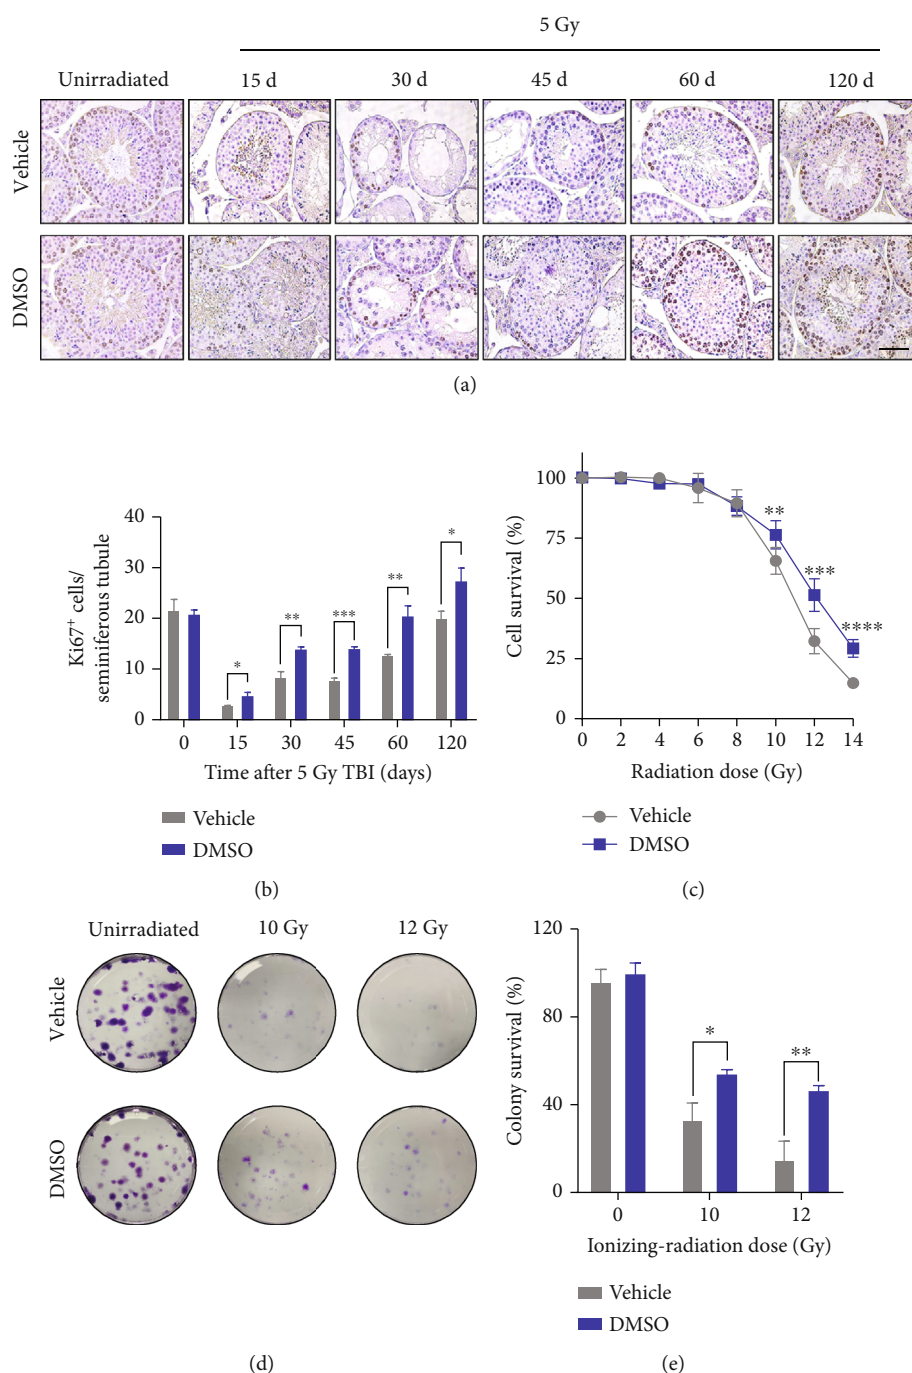 5 Gy
Unirradiated 15 d 30 d 45 d 60 d 120 d
Vehicle
DMSO
(a)
Ki67+ cells/
seminiferous tubule
40
30
20
10
0
* ** *** ** *
0 15 30 45 60 120
Time after 5 Gy TBI (days)
Vehicle
DMSO
(b)
Cell survival (%)
100
75
50
25
0
** *** ****
0 2 4 6 8 10 12 14
Radiation dose (Gy)
Vehicle
DMSO
(c)
Unirradiated 10 Gy 12 Gy
Vehicle
DMSO
(d)
Colony survival (%)
120
80
40
0
* **
0 10 12
Ionizing-radiation dose (Gy)
Vehicle
DMSO
(e)